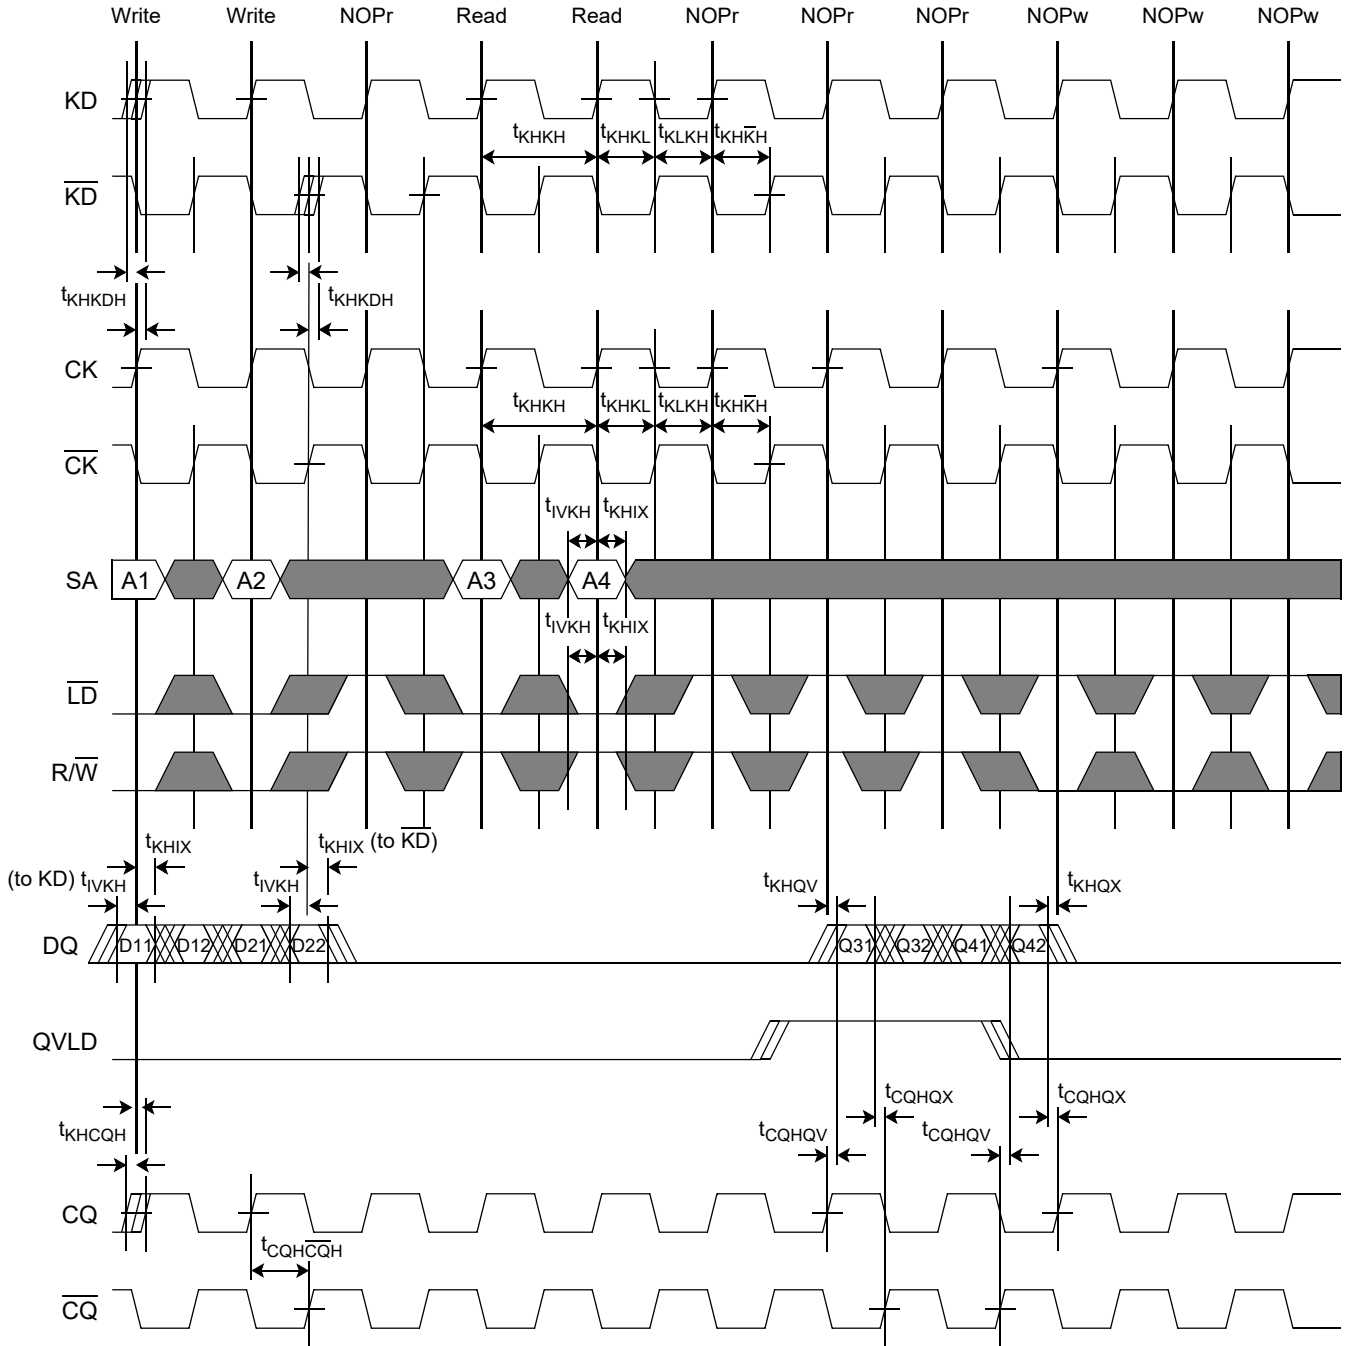 Write Write NOPr Read Read NOPr NOPr NOPr NOPw NOPw NOPw
KD
tKHKH tKHKL tKLKH tKHK̅H
K̅D̅
tKHKDH tKHKDH
CK
tKHKH tKHKL tKLKH tKHK̅H
C̅K̅
tIVKH tKHIX
SA A1 A2 A3 A4
tIVKH tKHIX
L̅D̅
R/W̅
tKHIX tKHIX (to K̅D̅)
(to KD) tIVKH tIVKH tKHQV tKHQX
DQ D11 D12 D21 D22 Q31 Q32 Q41 Q42
QVLD
tCQHQX tCQHQX
tKHCQH tCQHQV tCQHQV
CQ
tCQHC̅Q̅H
C̅Q̅